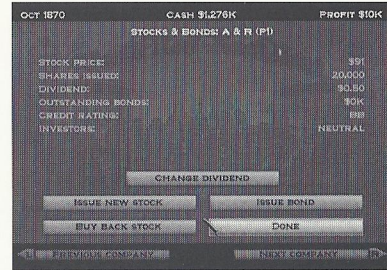 OCT 1870 CASH $1,276K PROFIT $10K
STOCKS & BONDS: A & R (P1)
STOCK PRICE: $91
SHARES ISSUED: 20,000
DIVIDEND: $0.50
OUTSTANDING BONDS: $0K
CREDIT RATING: BB
INVESTORS: NEUTRAL
CHANGE DIVIDEND
ISSUE NEW STOCK ISSUE BOND
BUY BACK STOCK DONE
PREVIOUS COMPANY NEXT COMPANY